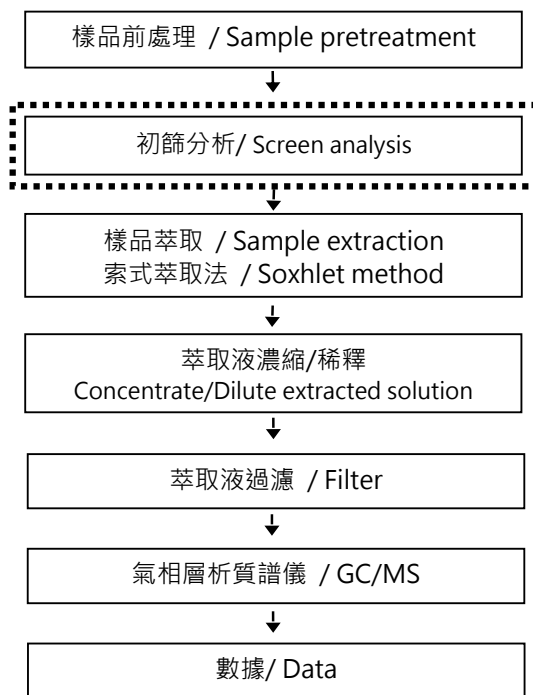 樣品前處理 / Sample pretreatment
初篩分析/ Screen analysis
樣品萃取 / Sample extraction
索式萃取法 / Soxhlet method
萃取液濃縮/稀釋
Concentrate/Dilute extracted solution
萃取液過濾 / Filter
氣相層析質譜儀 / GC/MS
數據/ Data